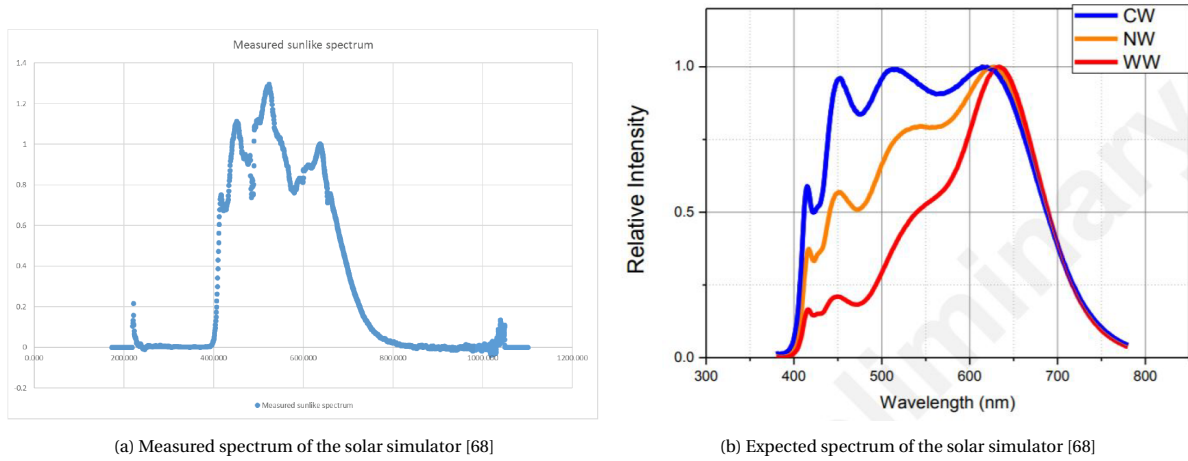 Measured sunlike spectrum
1.4
1.2
1
0.8
0.6
0.4
0.2
0
0.2
0.000
200.000
400.000
600.000
800.000
1000.000
1200.000
Measured sunlike spectrum
(a) Measured spectrum of the solar simulator [68]
CW
NW
WW
1.0
0.5
0.0
Relative Intensity
300 400 500 600 700 800
Wavelength (nm)
liminary
(b) Expected spectrum of the solar simulator [68]